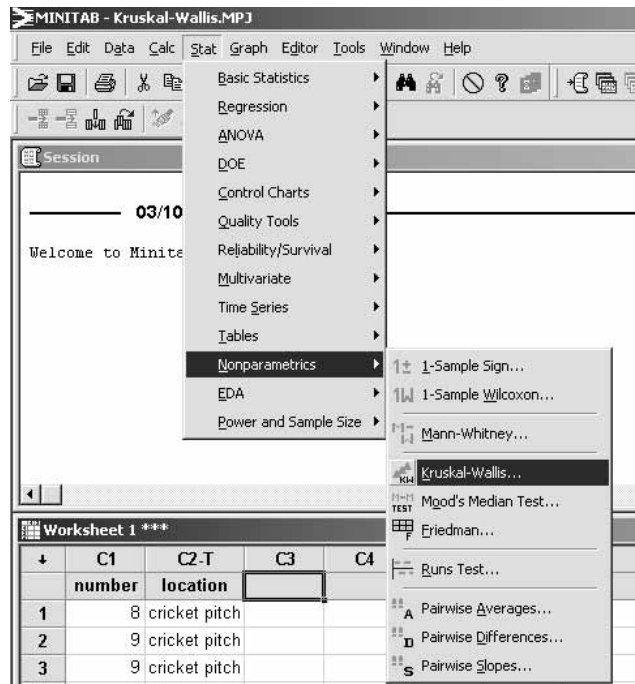 MINITAB - Kruskal-Wallis.MPJ
File Edit Data Calc Stat Graph Editor Tools Window Help
Basic Statistics
Regression
ANOVA
DOE
Control Charts
Quality Tools
Reliability/Survival
Multivariate
Time Series
Tables
Nonparametrics
EDA
Power and Sample Size
Session
03/10
Welcome to Minita
1-Sample Sign...
1-Sample Wilcoxon...
Mann-Whitney...
KW Kruskal-Wallis...
M-M TEST Mood's Median Test...
F Friedman...
Runs Test...
A Pairwise Averages...
D Pairwise Differences...
S Pairwise Slopes...
Worksheet 1 ***
C1 C2-T C3 C4
number location
1 8 cricket pitch
2 9 cricket pitch
3 9 cricket pitch